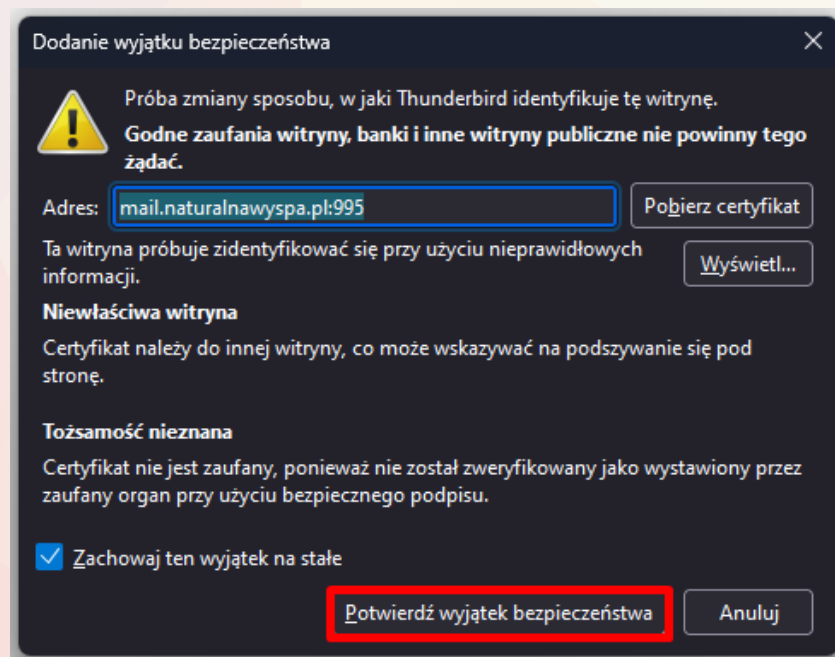 Dodanie wyjątku bezpieczeństwa
Próba zmiany sposobu, w jaki Thunderbird identyfikuje tę witrynę.
Godne zaufania witryny, banki i inne witryny publiczne nie powinny tego
żądać.
Adres: mail.naturalnawyspa.pl:995 Pobierz certyfikat
Ta witryna próbuje zidentyfikować się przy użyciu nieprawidłowych
informacji.
Wyświetl...
Niewłaściwa witryna
Certyfikat należy do innej witryny, co może wskazywać na podszywanie się pod
stronę.
Tożsamość nieznana
Certyfikat nie jest zaufany, ponieważ nie został zweryfikowany jako wystawiony przez
zaufany organ przy użyciu bezpiecznego podpisu.
Zachowaj ten wyjątek na stałe
Potwierdź wyjątek bezpieczeństwa Anuluj